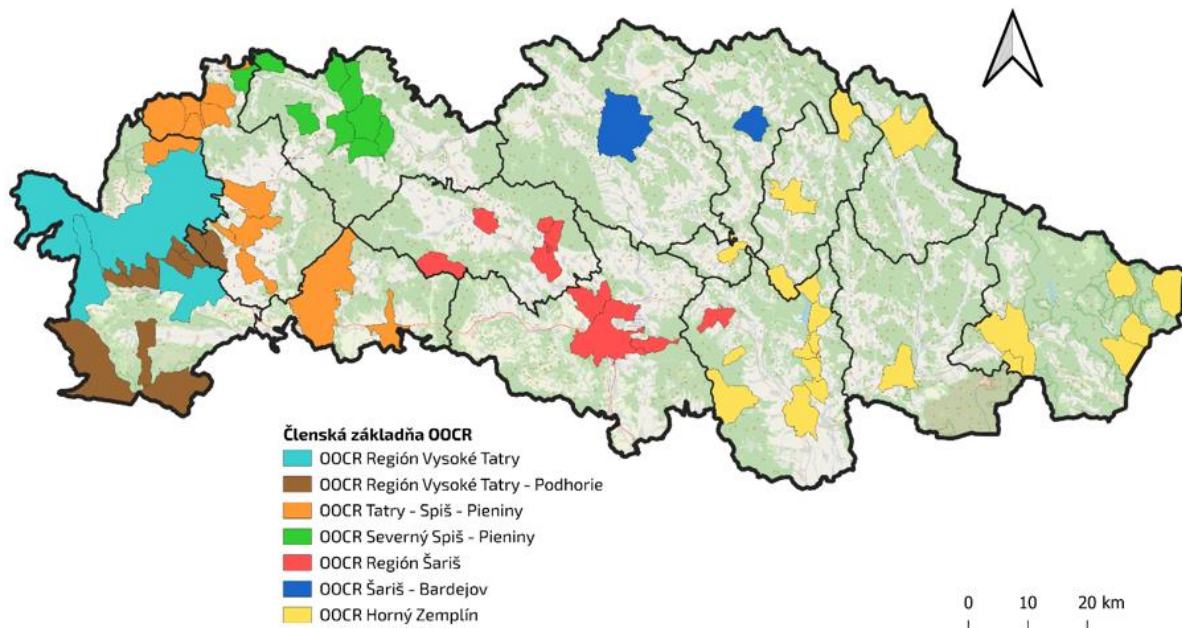 Členská základňa OOCR
OOCR Región Vysoké Tatry
OOCR Región Vysoké Tatry - Podhorie
OOCR Tatry - Spiš - Pieniny
OOCR Severný Spiš - Pieniny
OOCR Región Šariš
OOCR Šariš - Bardejov
OOCR Horný Zemplín
0 10 20 km